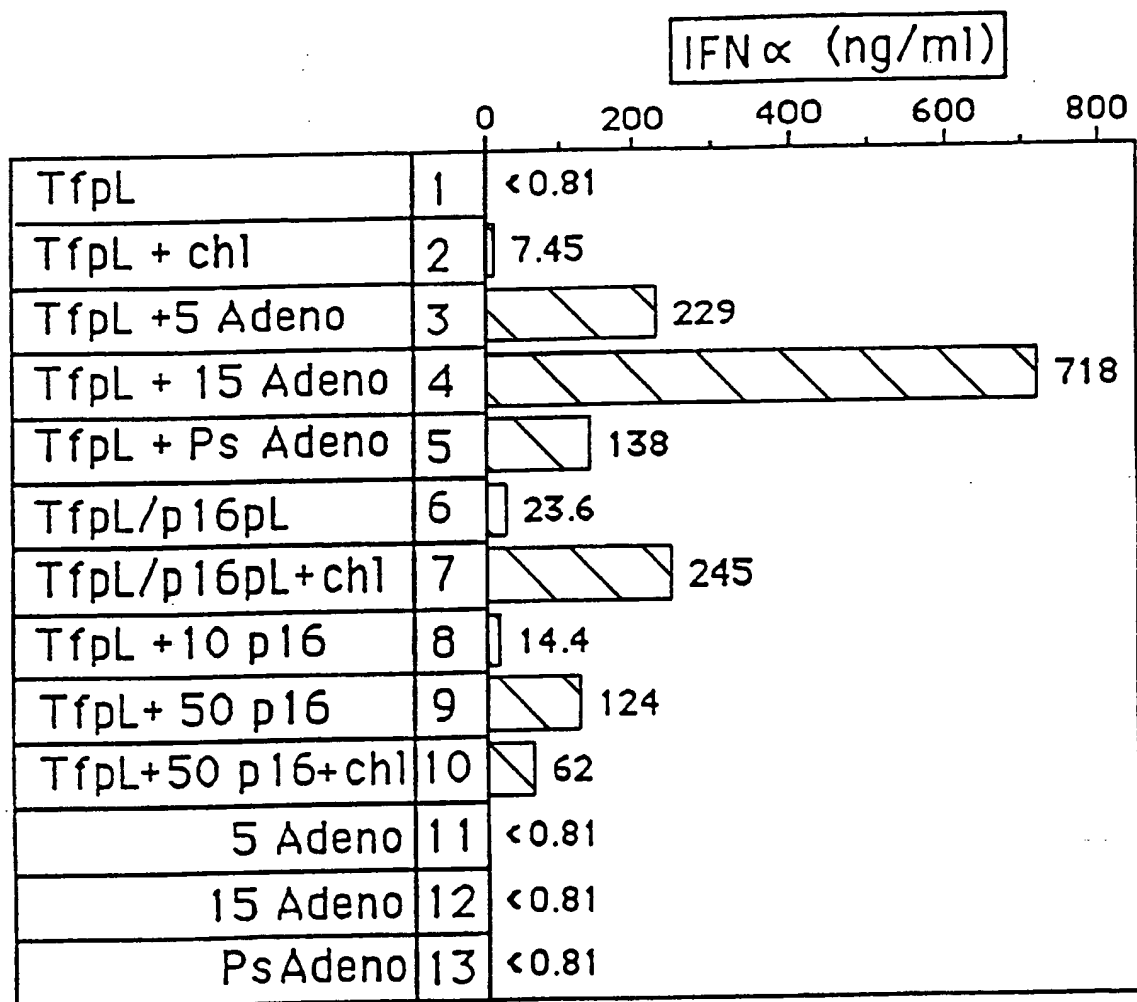 IFN ∝ (ng/ml)
0 200 400 600 800
TfpL 1 <0.81
TfpL + chl 2 7.45
TfpL +5 Adeno 3 229
TfpL + 15 Adeno 4 718
TfpL + Ps Adeno 5 138
TfpL/p16pL 6 23.6
TfpL/p16pL+chl 7 245
TfpL +10 p16 8 14.4
TfpL+ 50 p16 9 124
TfpL+50 p16+chl 10 62
5 Adeno 11 <0.81
15 Adeno 12 <0.81
Ps Adeno 13 <0.81